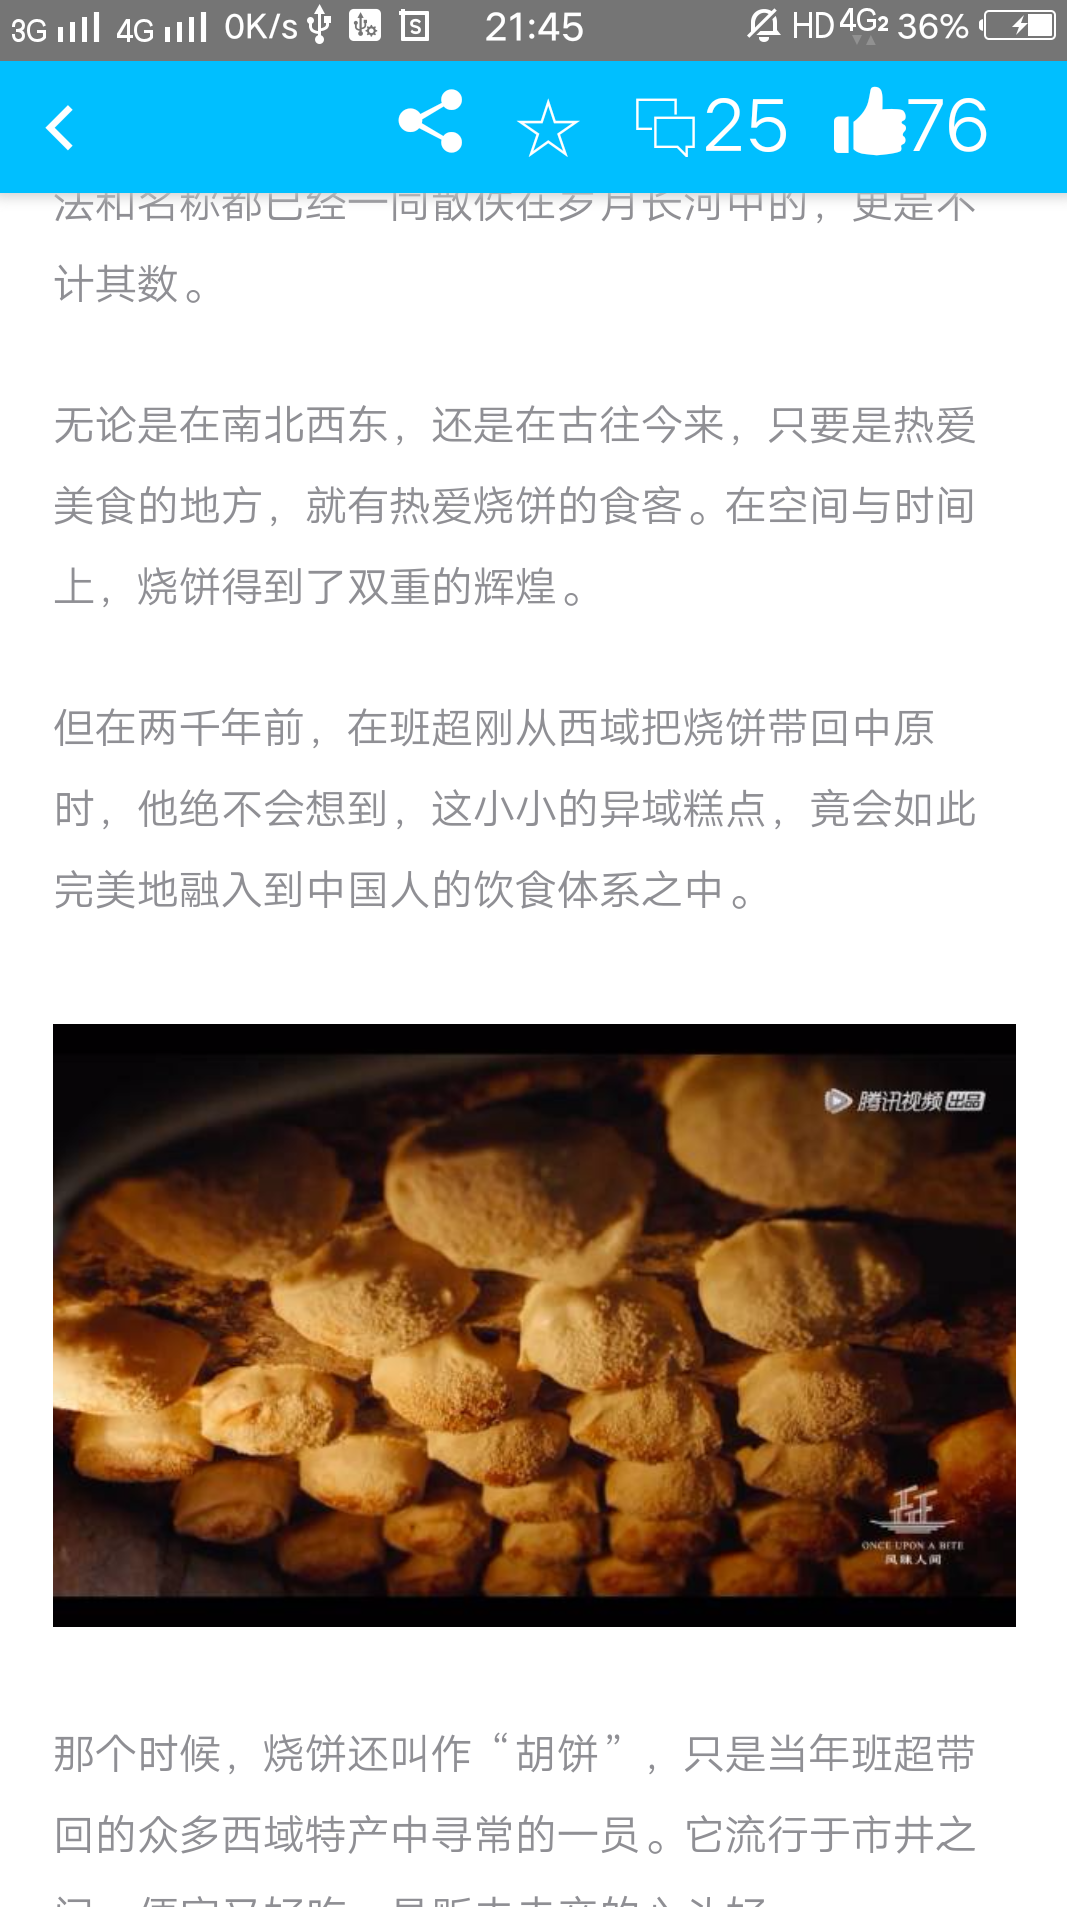 3G 4G 0K/s S 21:45 HD 4G2 36%
25 76
法和名称都已经一同散佚在岁月长河中的，更是不
计其数。
无论是在南北西东，还是在古往今来，只要是热爱
美食的地方，就有热爱烧饼的食客。在空间与时间
上，烧饼得到了双重的辉煌。
但在两千年前，在班超刚从西域把烧饼带回中原
时，他绝不会想到，这小小的异域糕点，竟会如此
完美地融入到中国人的饮食体系之中。
腾讯视频 出品
ONCE UPON A BITE
风味人间
那个时候，烧饼还叫作“胡饼”，只是当年班超带
回的众多西域特产中寻常的一员。它流行于市井之